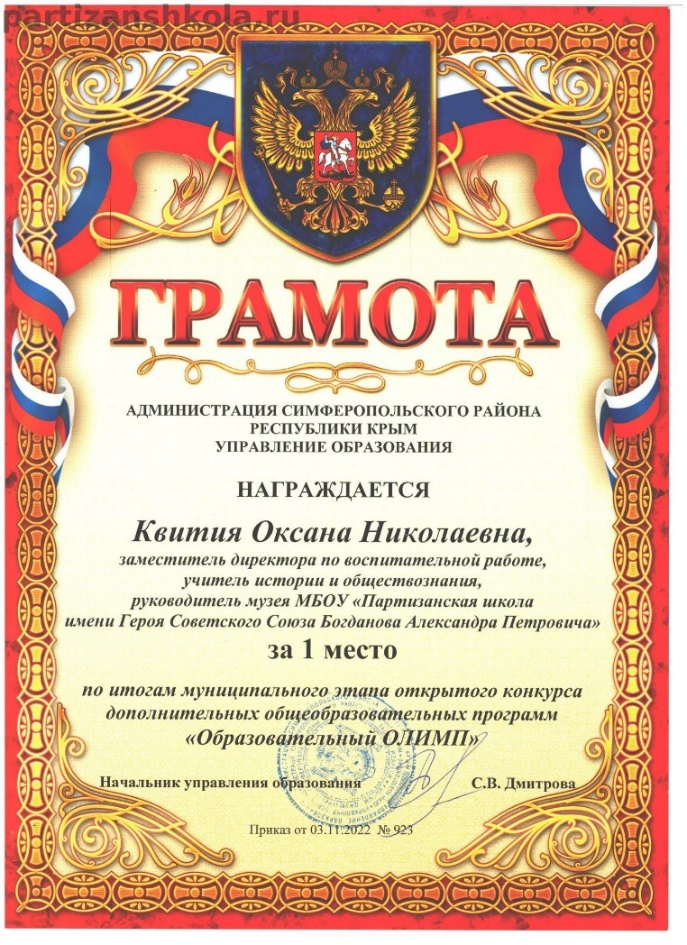 partizanshkola.ru
ГРАМОТА
АДМИНИСТРАЦИЯ СИМФЕРОПОЛЬСКОГО РАЙОНА
РЕСПУБЛИКИ КРЫМ
УПРАВЛЕНИЕ ОБРАЗОВАНИЯ
НАГРАЖДАЕТСЯ
Квития Оксана Николаевна,
заместитель директора по воспитательной работе,
учитель истории и обществознания,
руководитель музея МБОУ «Партизанская школа
имени Героя Советского Союза Богданова Александра Петровича»
за 1 место
по итогам муниципального этапа открытого конкурса
дополнительных общеобразовательных программ
«Образовательный ОЛИМП»
Начальник управления образования С.В. Дмитрова
Приказ от 03.11.2022 № 923